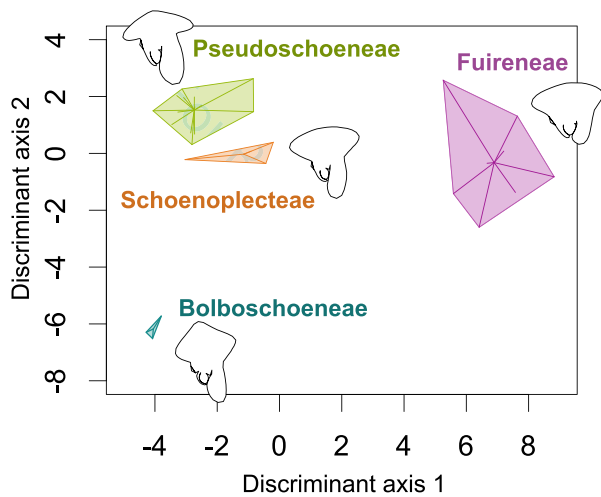 Pseudoschoeneae
Fuireneae
Schoenoplecteae
Bolboschoeneae
Discriminant axis 2
4
2
0
-2
-4
-6
-8
-4
-2
0
2
4
6
8
Discriminant axis 1